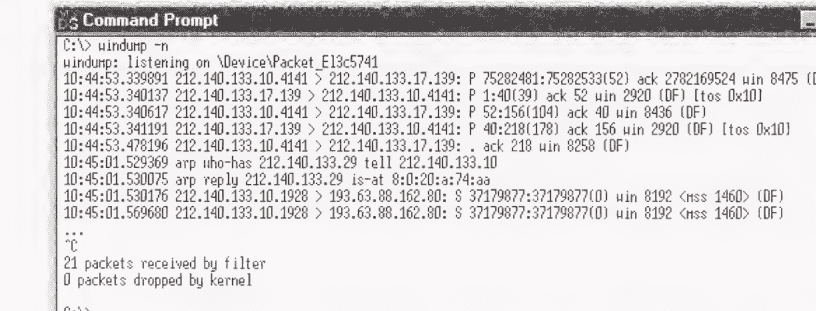 Command Prompt
C:\> windump -n
windump: listening on \Device\Packet_El3c5741
10:44:53.339891 212.140.133.10.4141 > 212.140.133.17.139: P 75282481:75282533(52) ack 2782169524 win 8475 (D
10:44:53.340137 212.140.133.17.139 > 212.140.133.10.4141: P 1:40(39) ack 52 win 2920 (DF) [tos 0x10]
10:44:53.340617 212.140.133.10.4141 > 212.140.133.17.139: P 52:156(104) ack 40 win 8436 (DF)
10:44:53.341191 212.140.133.17.139 > 212.140.133.10.4141: P 40:218(178) ack 156 win 2920 (DF) [tos 0x10]
10:44:53.478196 212.140.133.10.4141 > 212.140.133.17.139: . ack 218 win 8258 (DF)
10:45:01.529369 arp who-has 212.140.133.29 tell 212.140.133.10
10:45:01.530075 arp reply 212.140.133.29 is-at 8:0:20:a:74:aa
10:45:01.530176 212.140.133.10.1928 > 193.63.88.162.80: S 37179877:37179877(0) win 8192 <mss 1460> (DF)
10:45:01.569680 212.140.133.10.1928 > 193.63.88.162.80: S 37179877:37179877(0) win 8192 <mss 1460> (DF)
...
^C
21 packets received by filter
0 packets dropped by kernel